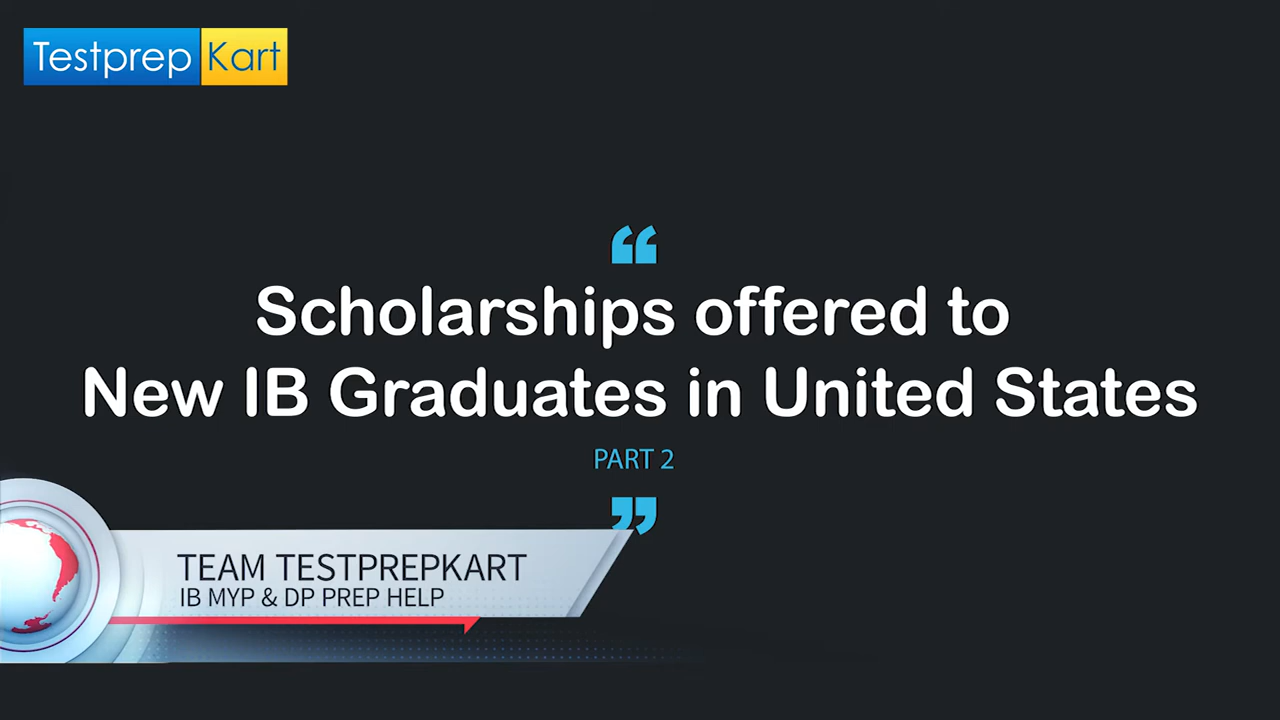 Testprep Kart
“
Scholarships offered to
New IB Graduates in United States
PART 2
”
TEAM TESTPREPKART
IB MYP & DP PREP HELP